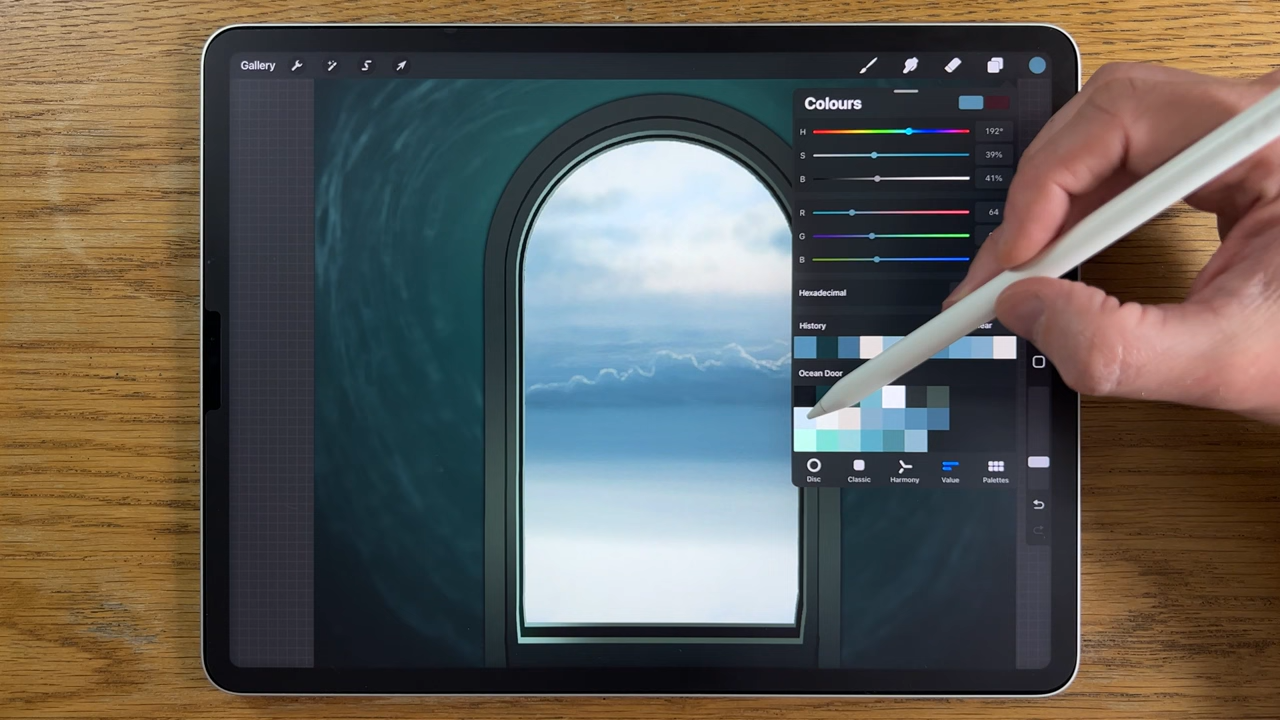 Gallery
Colours
H 192°
S 39%
B 41%
R 64
G
B
Hexadecimal
History
Ocean Door
Disc Classic Harmony Value Palettes